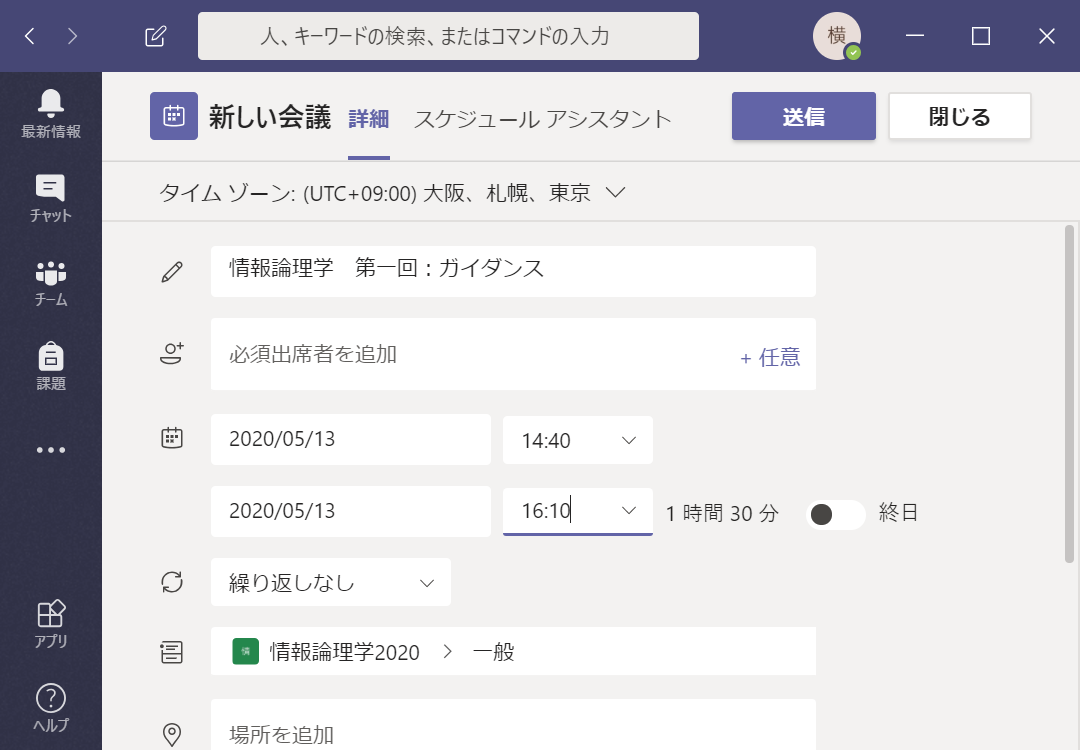 人、キーワードの検索、またはコマンドの入力
横
最新情報
チャット
チーム
課題
アプリ
ヘルプ
新しい会議 詳細 スケジュール アシスタント 送信 閉じる
タイム ゾーン: (UTC+09:00) 大阪、札幌、東京
情報論理学　第一回：ガイダンス
必須出席者を追加 + 任意
2020/05/13 14:40
2020/05/13 16:10 1 時間 30 分 終日
繰り返しなし
情 情報論理学2020 > 一般
場所を追加